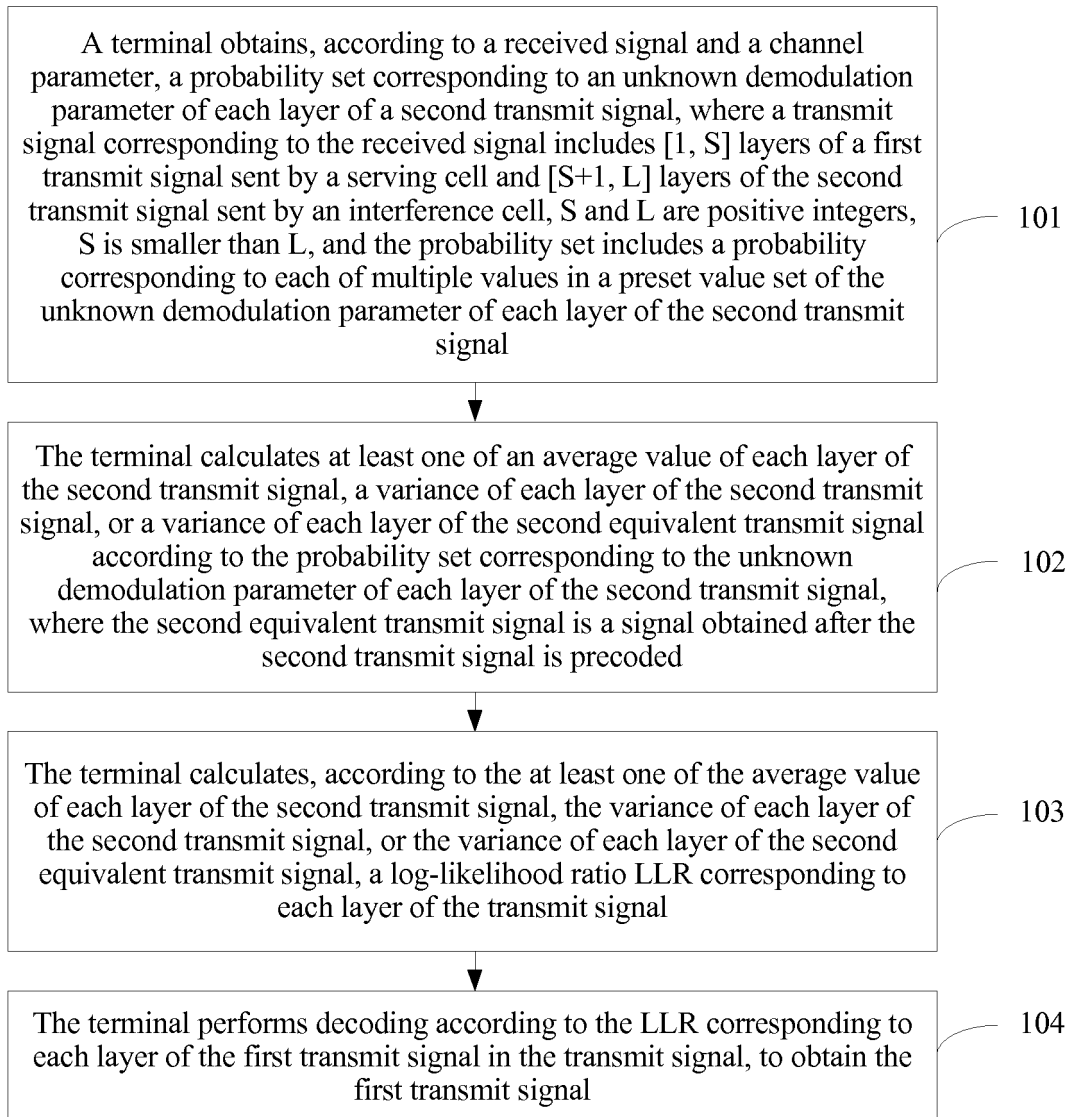 A terminal obtains, according to a received signal and a channel
parameter, a probability set corresponding to an unknown demodulation
parameter of each layer of a second transmit signal, where a transmit
signal corresponding to the received signal includes [1, S] layers of a first
transmit signal sent by a serving cell and [S+1, L] layers of the second
transmit signal sent by an interference cell, S and L are positive integers,
S is smaller than L, and the probability set includes a probability
corresponding to each of multiple values in a preset value set of the
unknown demodulation parameter of each layer of the second transmit
signal
101
The terminal calculates at least one of an average value of each layer of
the second transmit signal, a variance of each layer of the second transmit
signal, or a variance of each layer of the second equivalent transmit signal
according to the probability set corresponding to the unknown
demodulation parameter of each layer of the second transmit signal,
where the second equivalent transmit signal is a signal obtained after the
second transmit signal is precoded
102
The terminal calculates, according to the at least one of the average value
of each layer of the second transmit signal, the variance of each layer of
the second transmit signal, or the variance of each layer of the second
equivalent transmit signal, a log-likelihood ratio LLR corresponding to
each layer of the transmit signal
103
The terminal performs decoding according to the LLR corresponding to
each layer of the first transmit signal in the transmit signal, to obtain the
first transmit signal
104